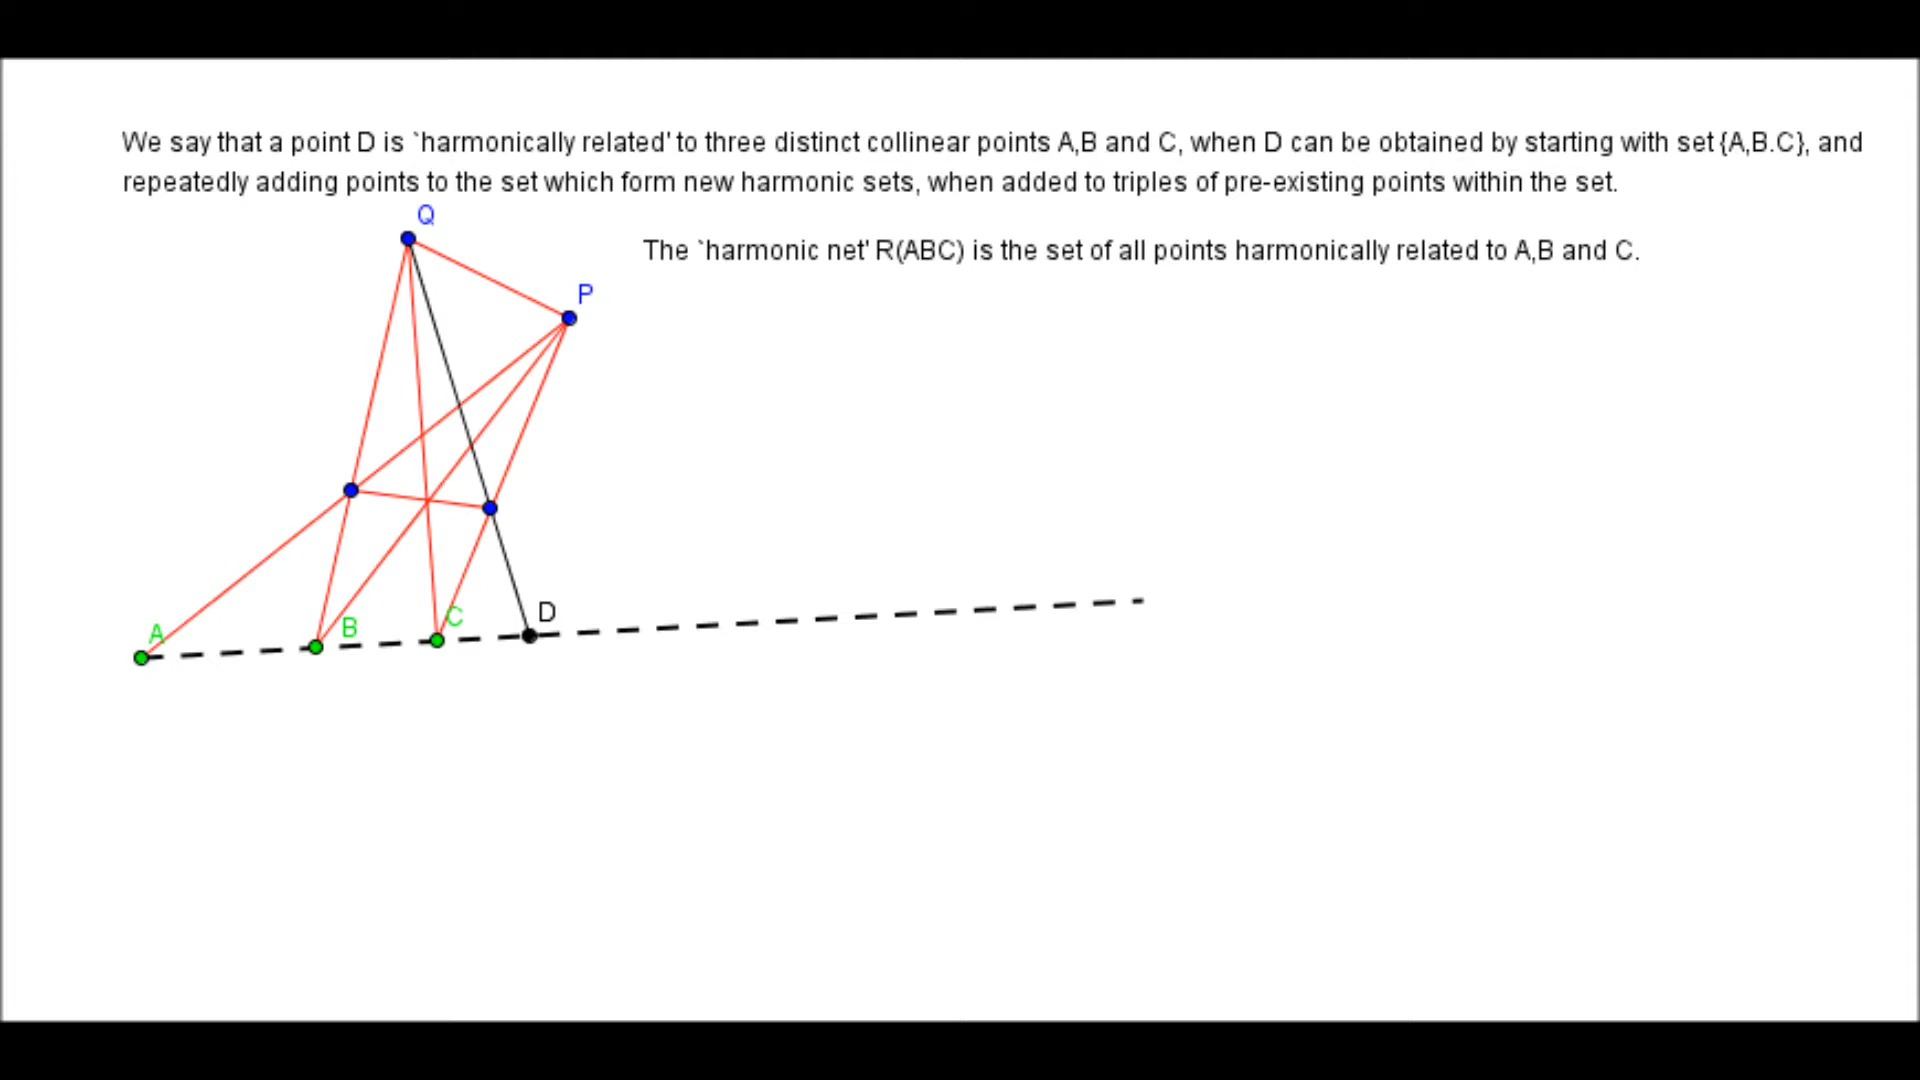 We say that a point D is `harmonically related' to three distinct collinear points A,B and C, when D can be obtained by starting with set {A,B.C}, and
repeatedly adding points to the set which form new harmonic sets, when added to triples of pre-existing points within the set.
Q
The `harmonic net' R(ABC) is the set of all points harmonically related to A,B and C.
P
A
B
C
D